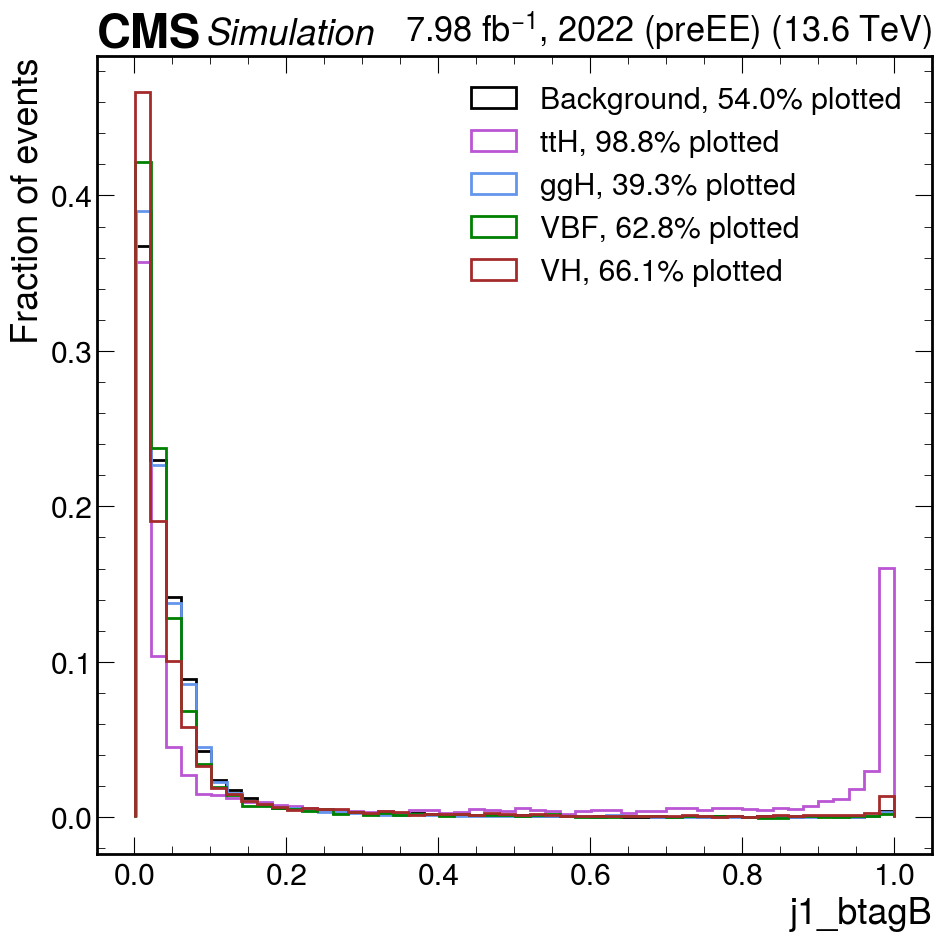 CMS Simulation 7.98 fb⁻¹, 2022 (preEE) (13.6 TeV)
Fraction of events
Background, 54.0% plotted
ttH, 98.8% plotted
ggH, 39.3% plotted
VBF, 62.8% plotted
VH, 66.1% plotted
0.4
0.3
0.2
0.1
0.0
0.0 0.2 0.4 0.6 0.8 1.0
j1_btagB